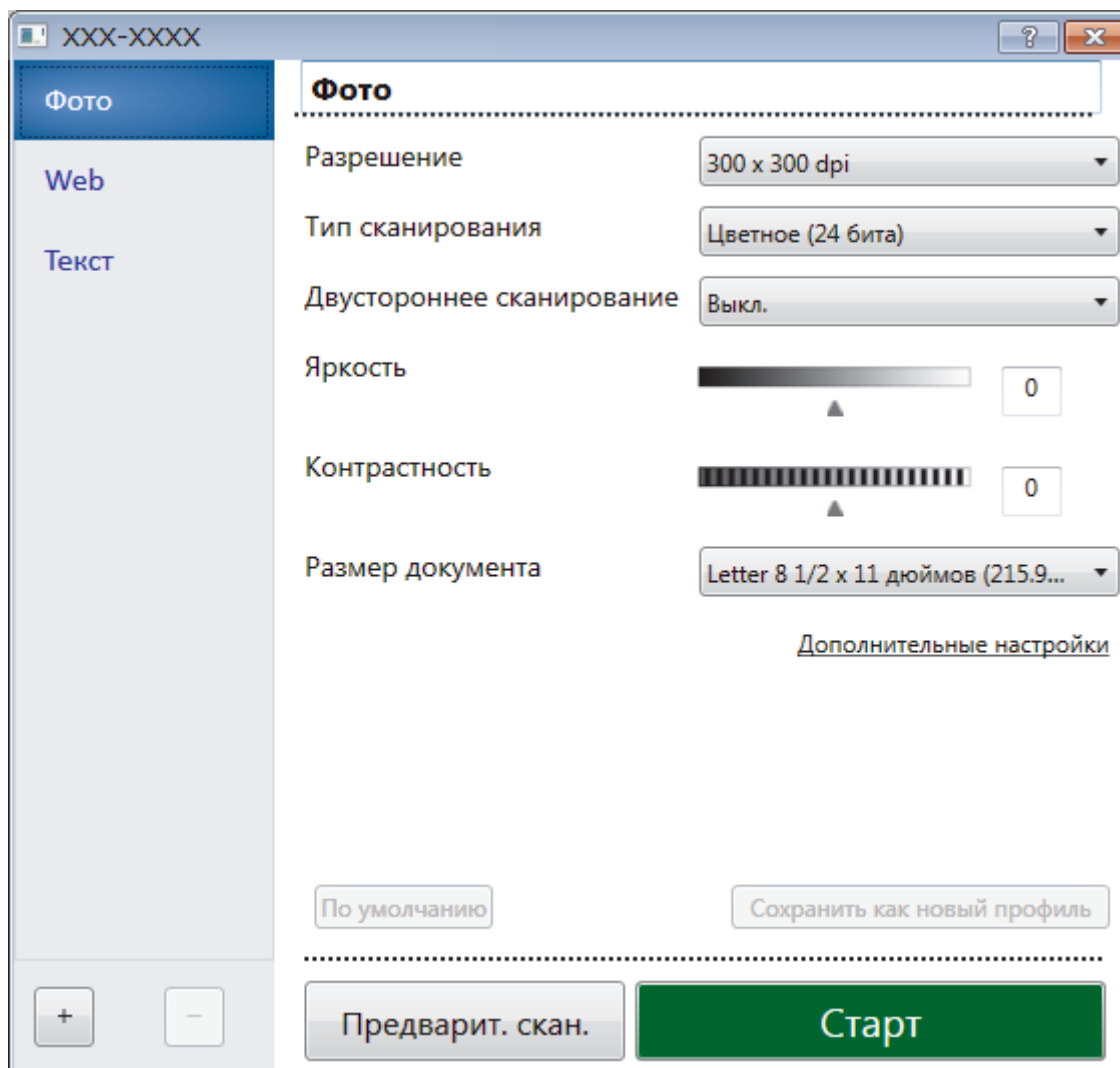 XXX-XXXX
?
Фото
Web
Текст
+
−
Фото
Разрешение 300 x 300 dpi
Тип сканирования Цветное (24 бита)
Двустороннее сканирование Выкл.
Яркость 0
Контрастность 0
Размер документа Letter 8 1/2 x 11 дюймов (215.9...
Дополнительные настройки
По умолчанию Сохранить как новый профиль
Предварит. скан. Старт